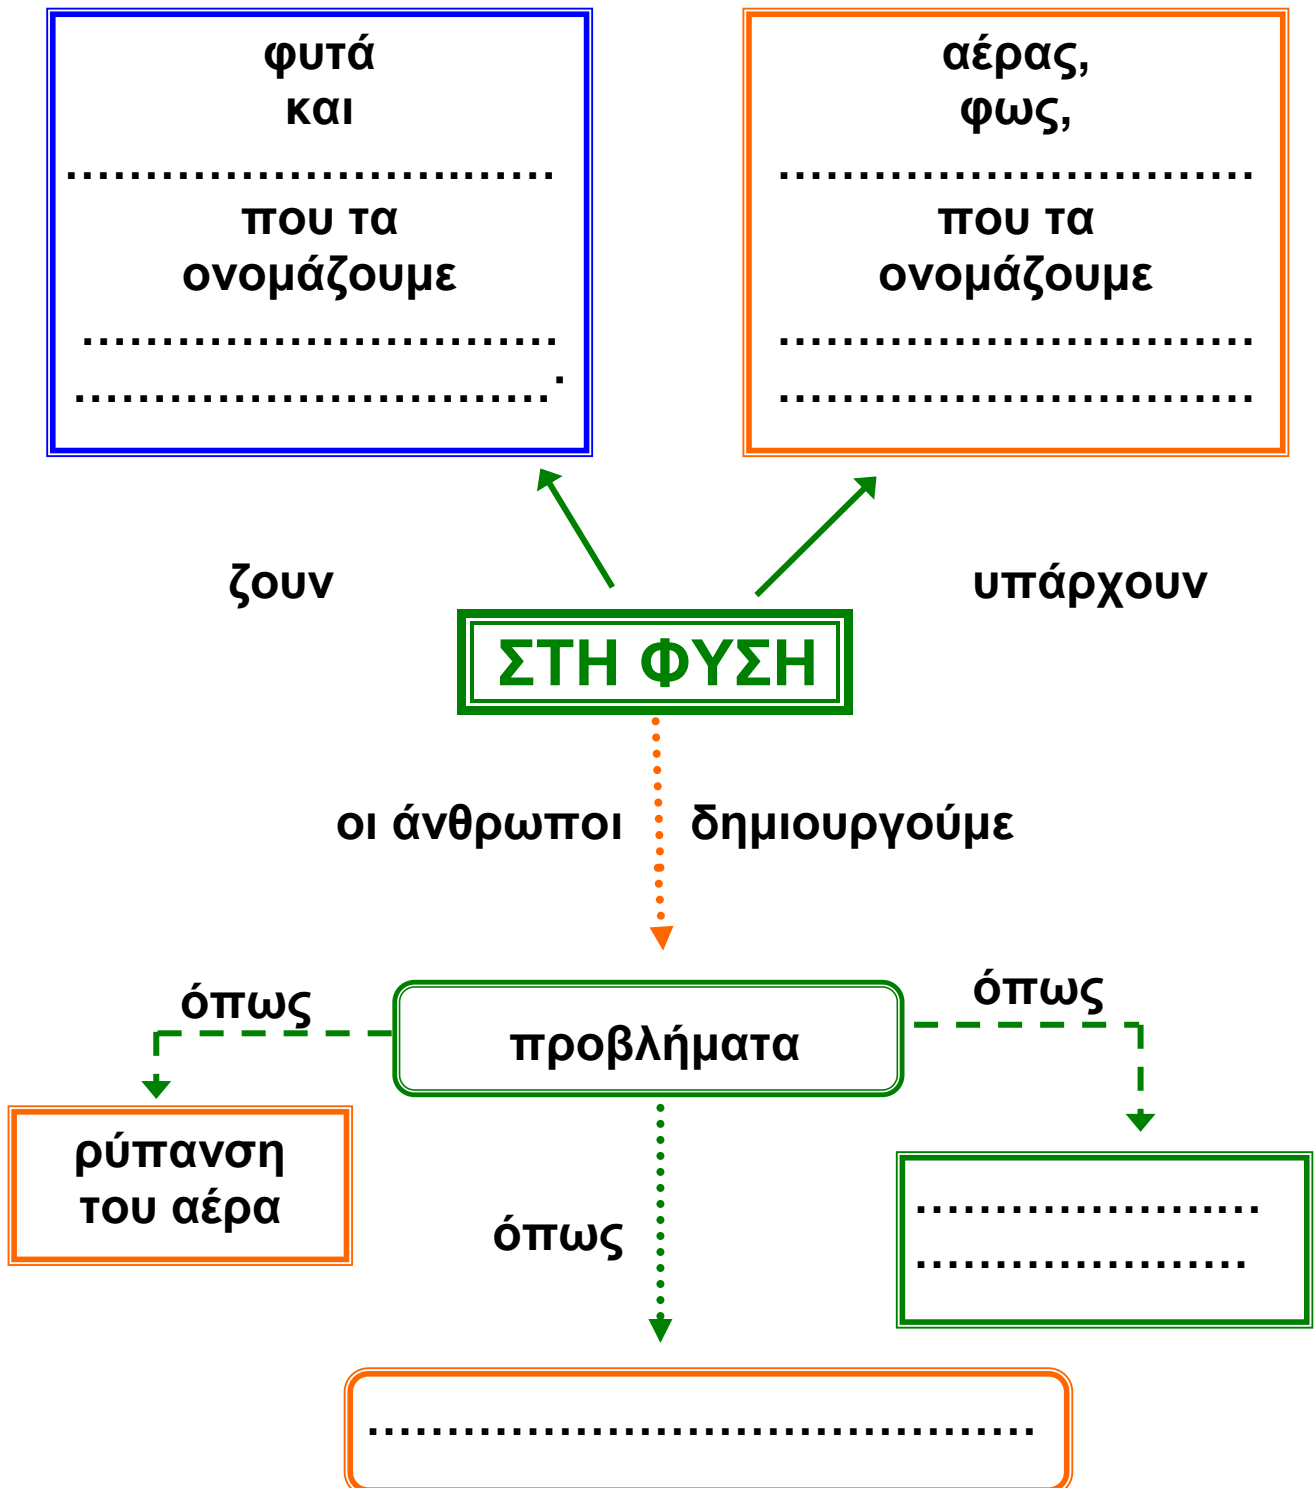 φυτά
και
……………………..……
που τα
ονομάζουμε
…………………………
………………………….
αέρας,
φως,
…………………………
που τα
ονομάζουμε
…………………………
…………………………
ζουν
υπάρχουν
ΣΤΗ ΦΥΣΗ
οι άνθρωποι
δημιουργούμε
όπως
προβλήματα
όπως
ρύπανση
του αέρα
όπως
…………………..…
…………………
……………………………………